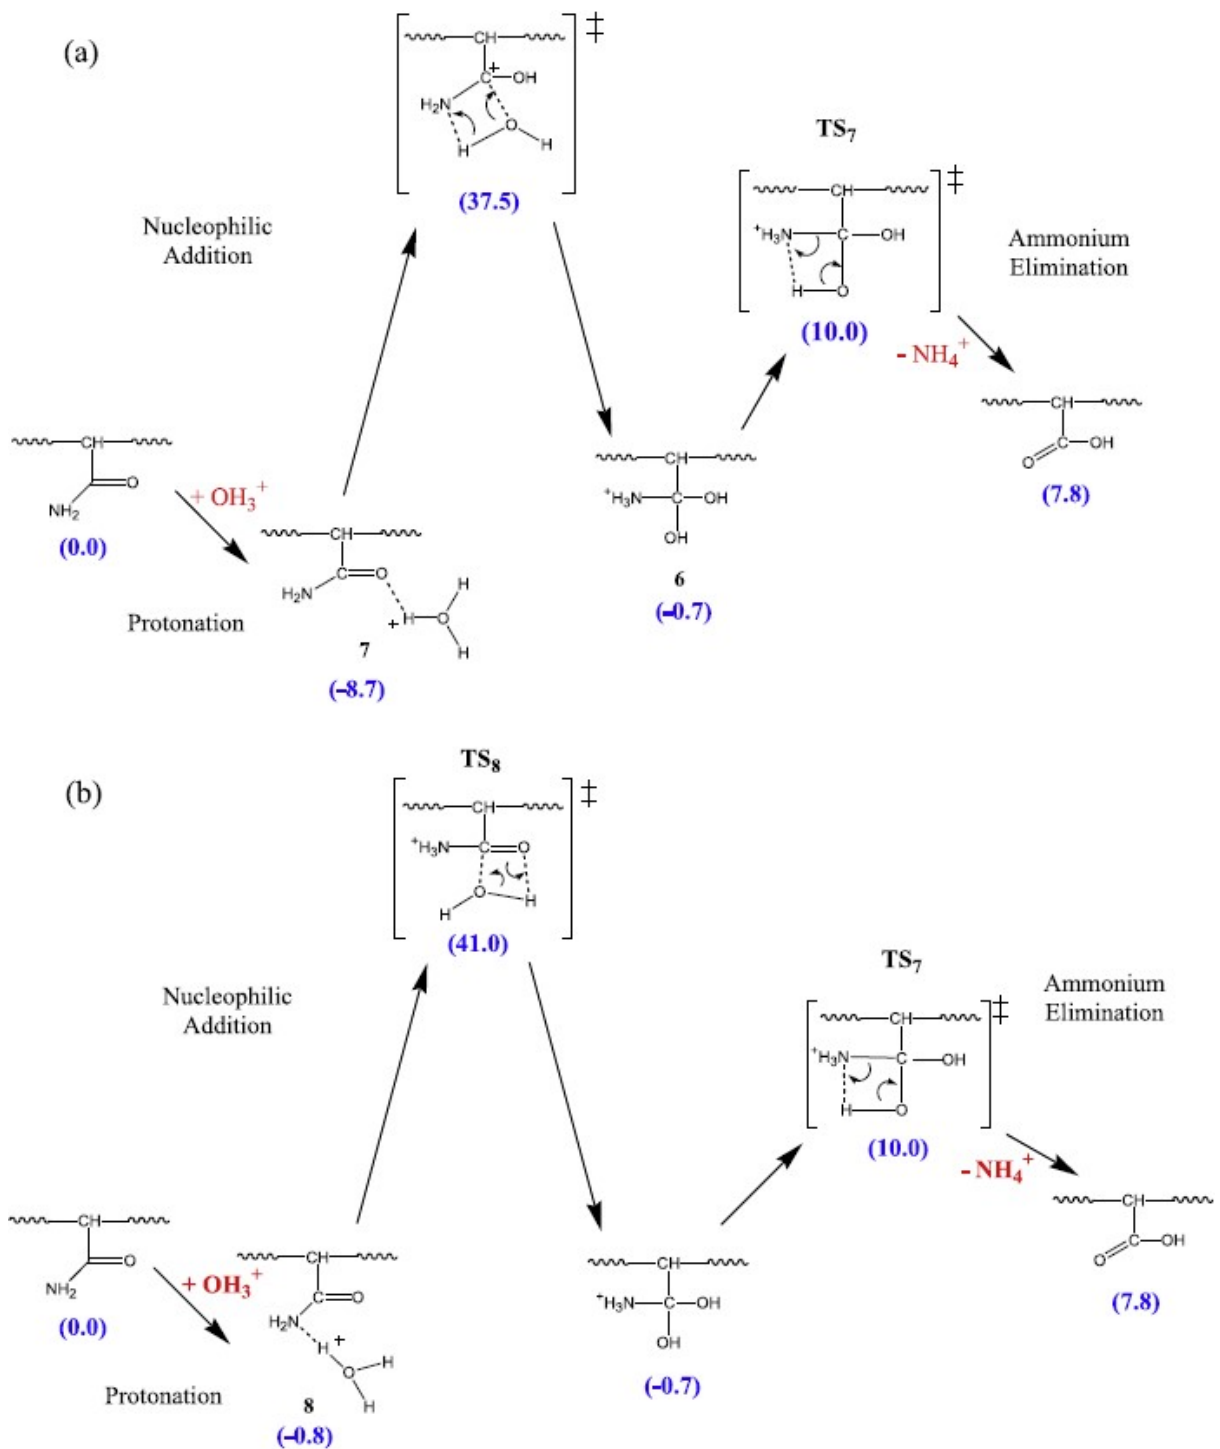 (a)
CH
C
+
OH
H₂N
O
H
H
‡
(37.5)
Nucleophilic
Addition
TS₇
CH
⁺H₃N
C
OH
H
O
‡
(10.0)
Ammonium
Elimination
- NH₄⁺
CH
C
OH
O
(7.8)
CH
O
NH₂
(0.0)
+ OH₃⁺
Protonation
CH
C
O
H₂N
H
H
O
+
H
7
(–8.7)
CH
⁺H₃N
C
OH
OH
6
(–0.7)
(b)
TS₈
CH
⁺H₃N
C
O
O
H
H
‡
(41.0)
Nucleophilic
Addition
TS₇
CH
⁺H₃N
C
OH
H
O
‡
(10.0)
Ammonium
Elimination
- NH₄⁺
CH
C
OH
O
(7.8)
CH
O
NH₂
(0.0)
+ OH₃⁺
Protonation
CH
C
O
H₂N
H
+
O
H
H
8
(–0.8)
CH
⁺H₃N
C
OH
OH
(–0.7)